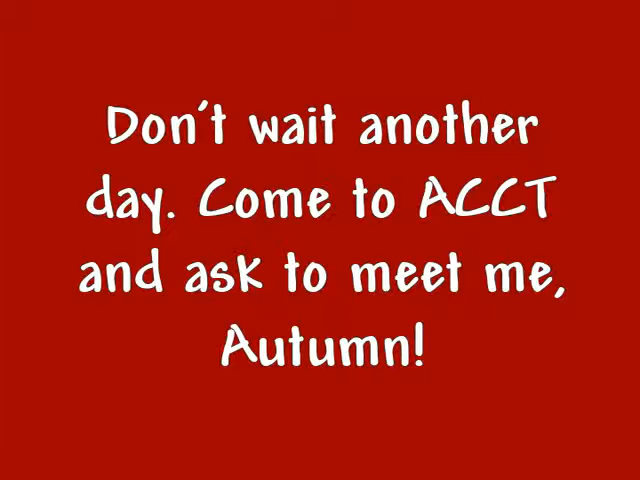 Don't wait another
day. Come to ACCT
and ask to meet me,
Autumn!